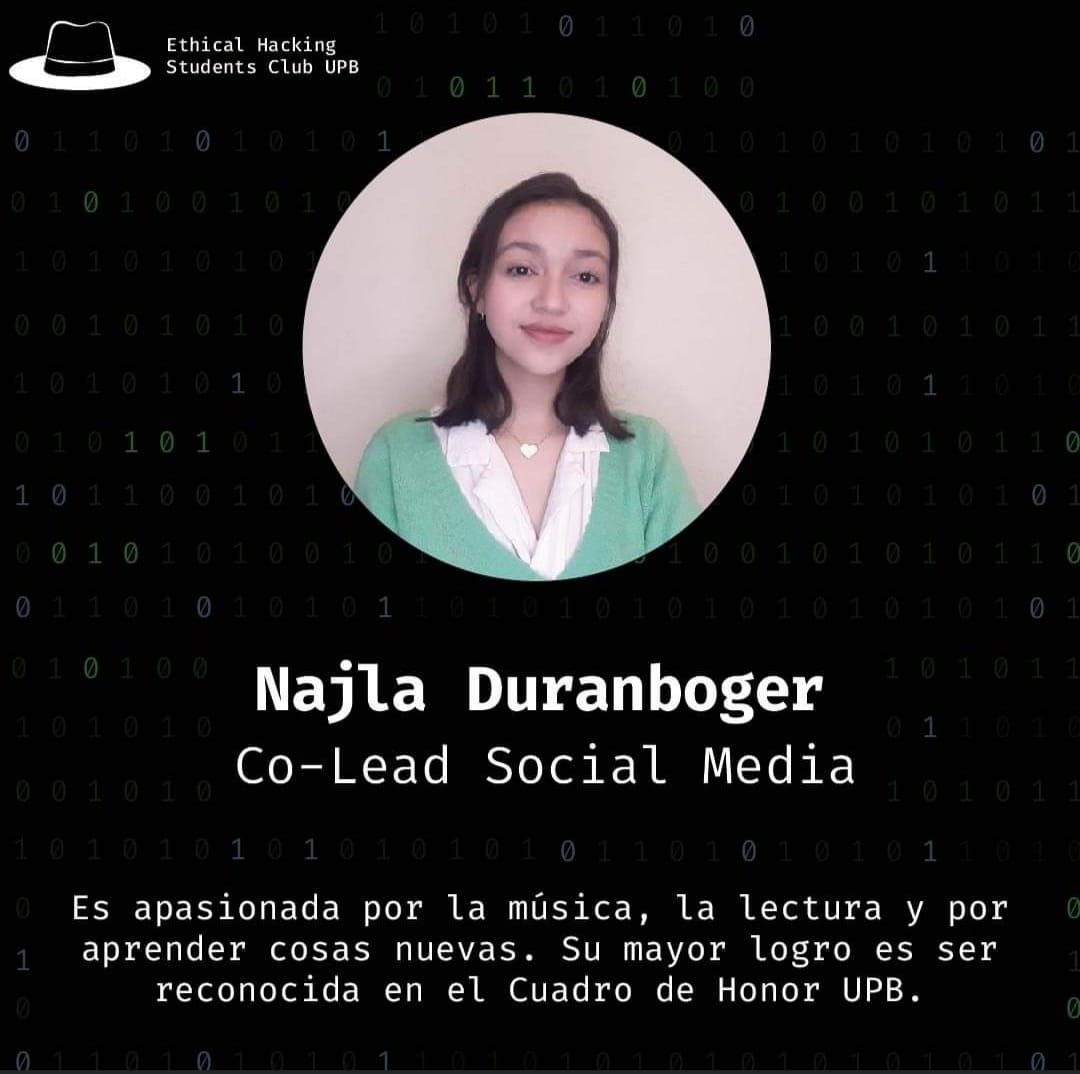 Ethical Hacking
Students Club UPB
Najla Duranboger
Co-Lead Social Media
Es apasionada por la música, la lectura y por
aprender cosas nuevas. Su mayor logro es ser
reconocida en el Cuadro de Honor UPB.